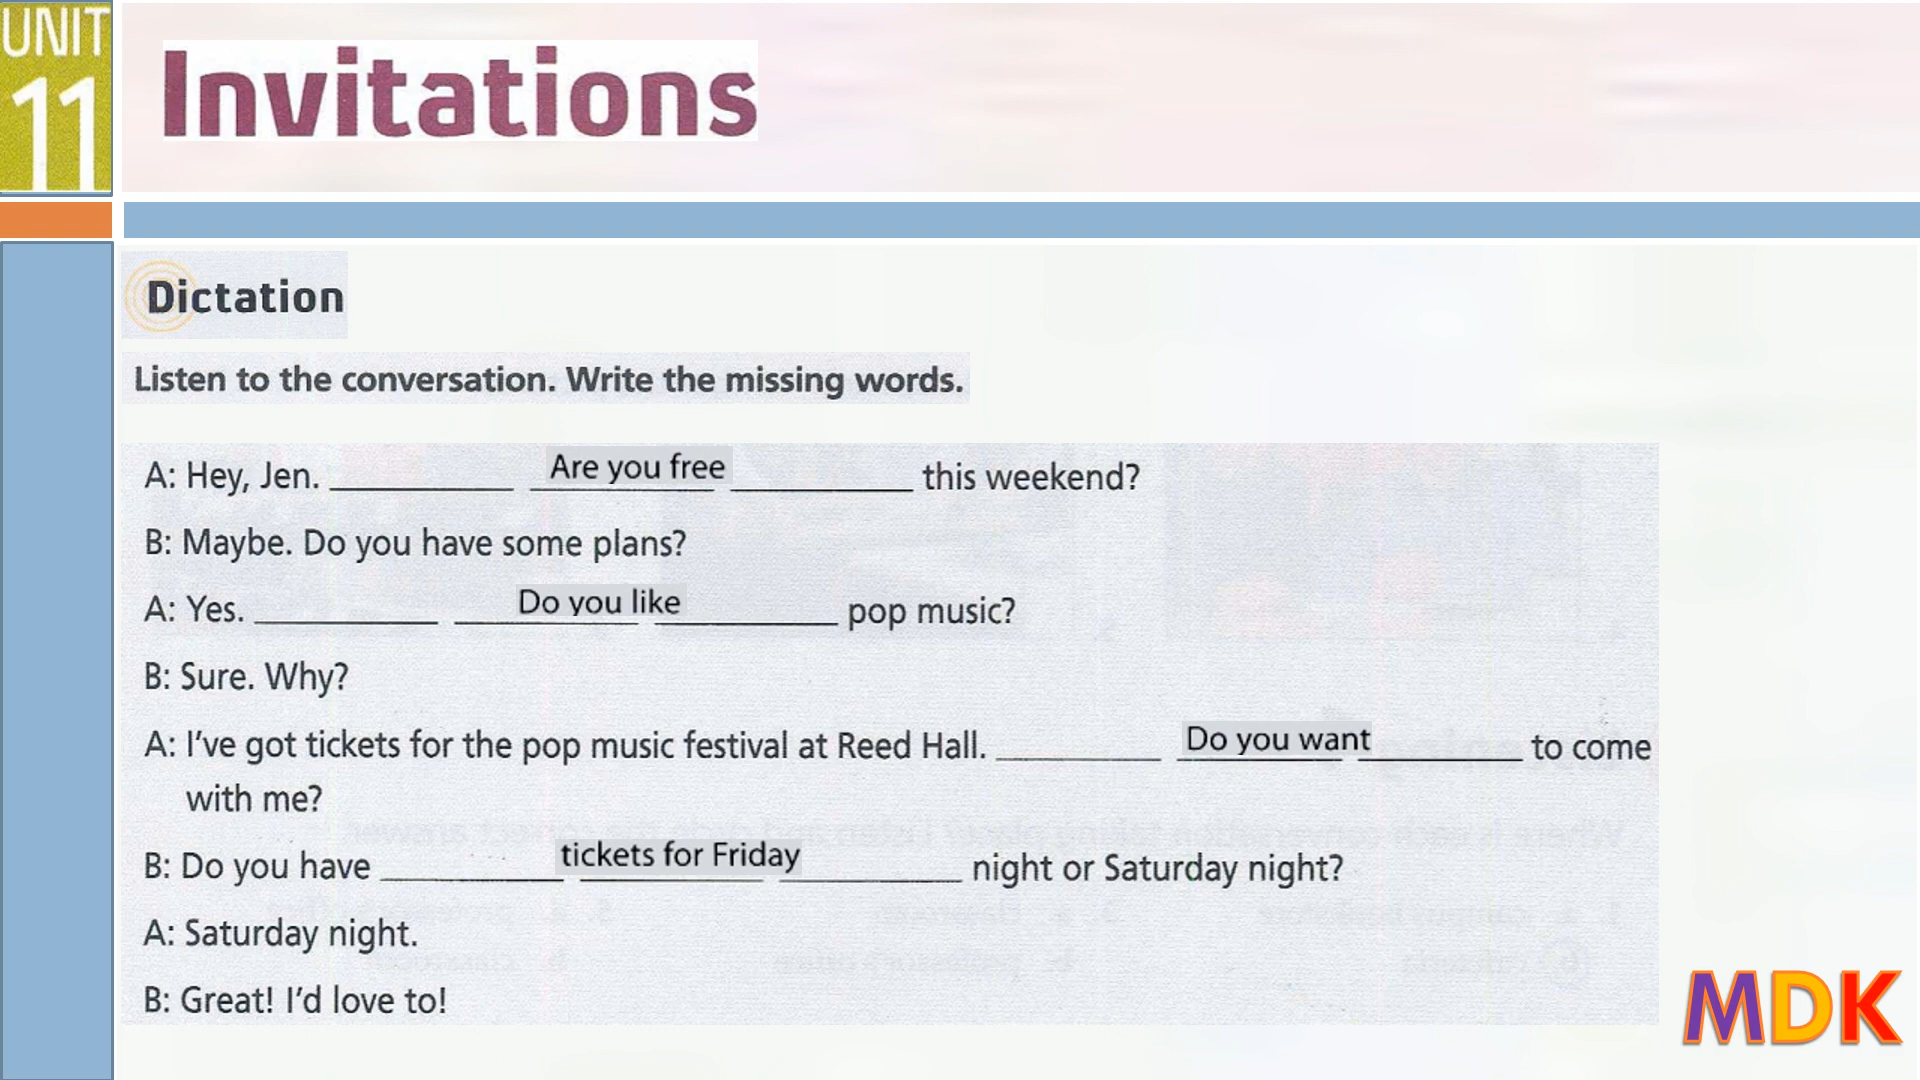 UNIT
11
Invitations
Dictation
Listen to the conversation. Write the missing words.
A: Hey, Jen. Are you free this weekend?
B: Maybe. Do you have some plans?
A: Yes. Do you like pop music?
B: Sure. Why?
A: I've got tickets for the pop music festival at Reed Hall. Do you want to come
with me?
B: Do you have tickets for Friday night or Saturday night?
A: Saturday night.
B: Great! I'd love to!
MDK